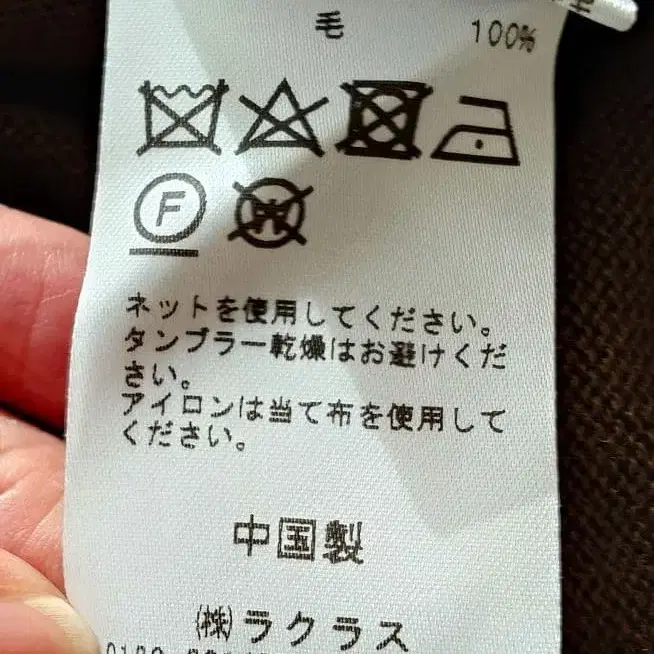 毛 100%
F
W
ネットを使用してください。
タンブラー乾燥はお避けくだ
さい。
アイロンは当て布を使用して
ください。
中国製
㈱ラクラス